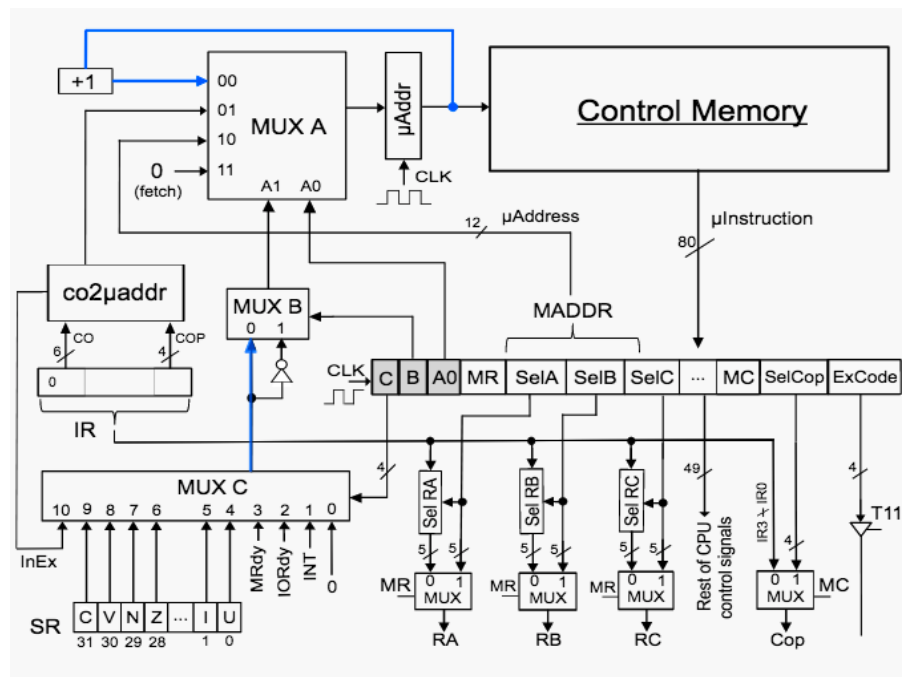 +1
00
01
10
11
MUX A
A1 A0
0
(fetch)
µAddr
CLK
Control Memory
12
µAddress
80
µInstruction
co2µaddr
6
CO
4
COP
0
IR
MUX B
0 1
MADDR
CLK
C B A0 MR SelA SelB SelC ... MC SelCop ExCode
4
MUX C
10 9 8 7 6 5 4 3 2 1 0
InEx
MRdy
IORdy
INT
0
SR
C V N Z ... I U
31 30 29 28 1 0
Sel RA
Sel RB
Sel RC
5 5
5 5
5 5
MR 0 1 MUX
MR 0 1 MUX
MR 0 1 MUX
RA
RB
RC
49
Rest of CPU
control signals
IR3 ⊀ IR0
4
0 1 MUX MC
Cop
4
T11